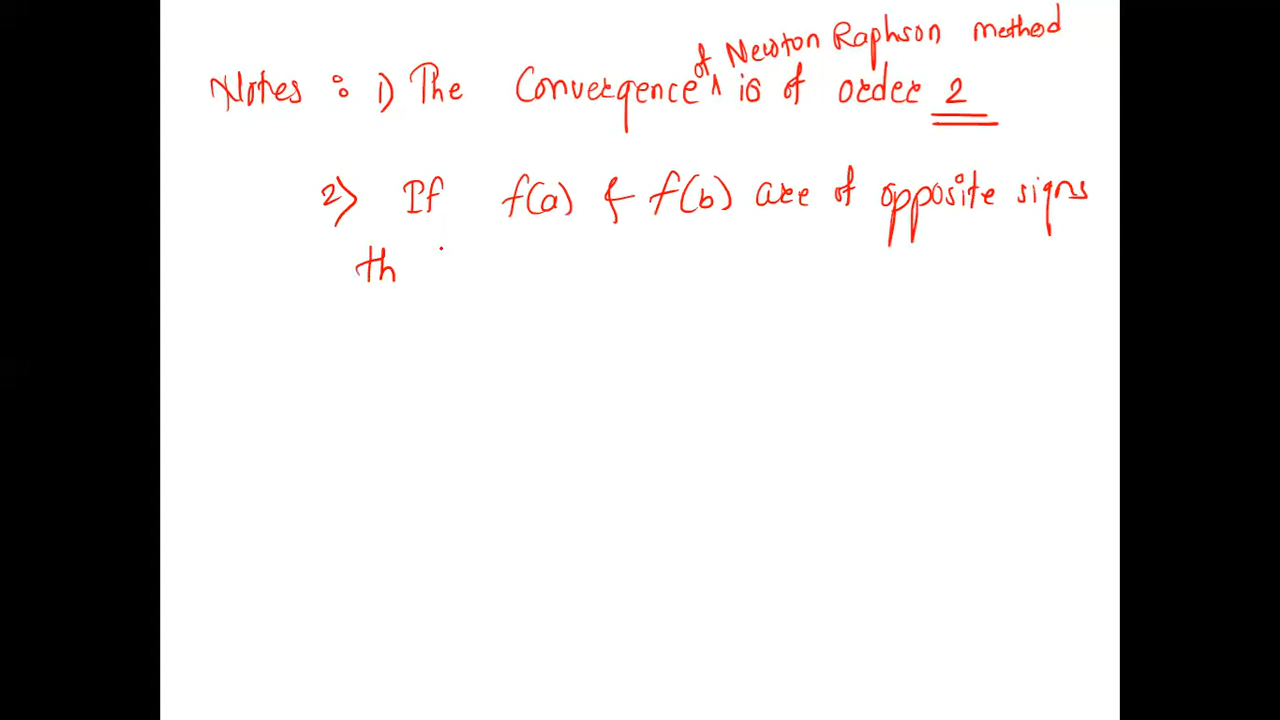 Notes : 1) The Convergence of Newton Raphson method is of order 2
2) If f(a) & f(b) are of opposite signs
th